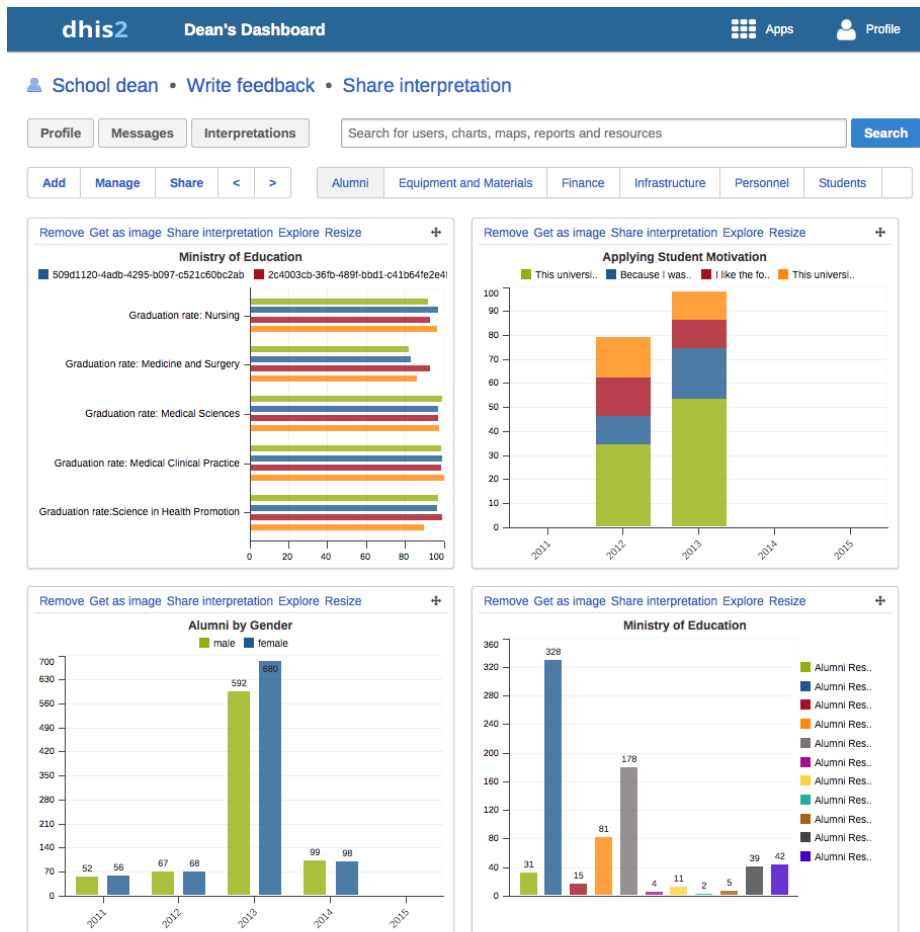 dhis2 Dean's Dashboard Apps Profile
School dean • Write feedback • Share interpretation
Profile Messages Interpretations Search for users, charts, maps, reports and resources Search
Add Manage Share < > Alumni Equipment and Materials Finance Infrastructure Personnel Students
Remove Get as image Share interpretation Explore Resize
Ministry of Education
509d1120-4adb-4295-b097-c521c60bc2ab 2c4003cb-36fb-489f-bbd1-c41b64fe2e4f
Graduation rate: Nursing
Graduation rate: Medicine and Surgery
Graduation rate: Medical Sciences
Graduation rate: Medical Clinical Practice
Graduation rate:Science in Health Promotion
0 20 40 60 80 100
Remove Get as image Share interpretation Explore Resize
Applying Student Motivation
This universi.. Because I was.. I like the fo.. This universi..
100
90
80
70
60
50
40
30
20
10
0
2011 2012 2013 2014 2015
Remove Get as image Share interpretation Explore Resize
Alumni by Gender
male female
700
630
560
490
420
350
280
210
140
70
0
52 56 67 68 592 680 99 98
2011 2012 2013 2014 2015
Remove Get as image Share interpretation Explore Resize
Ministry of Education
360
320
280
240
200
160
120
80
40
0
31 328 15 81 178 4 11 2 5 39 42
Alumni Res..
Alumni Res..
Alumni Res..
Alumni Res..
Alumni Res..
Alumni Res..
Alumni Res..
Alumni Res..
Alumni Res..
Alumni Res..
Alumni Res..